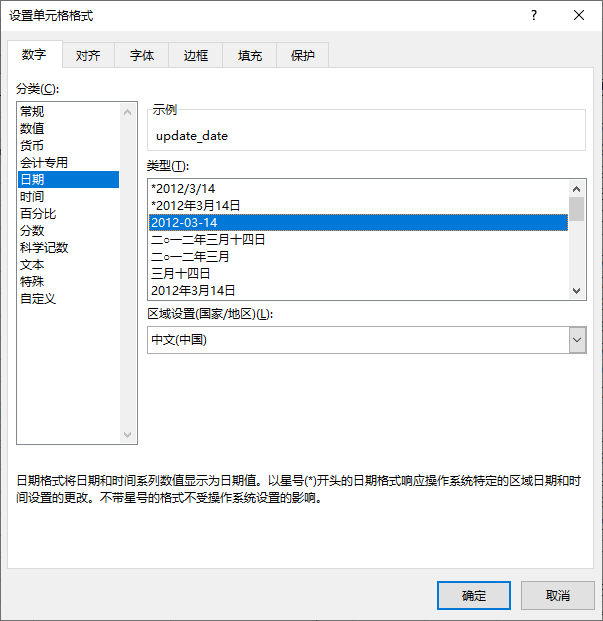 设置单元格格式
?
数字 对齐 字体 边框 填充 保护
分类(C):
常规
数值
货币
会计专用
日期
时间
百分比
分数
科学记数
文本
特殊
自定义
示例
update_date
类型(T):
*2012/3/14
*2012年3月14日
2012-03-14
二○一二年三月十四日
二○一二年三月
三月十四日
2012年3月14日
区域设置(国家/地区)(L):
中文(中国)
日期格式将日期和时间系列数值显示为日期值。以星号(*)开头的日期格式响应操作系统特定的区域日期和时
间设置的更改。不带星号的格式不受操作系统设置的影响。
确定 取消